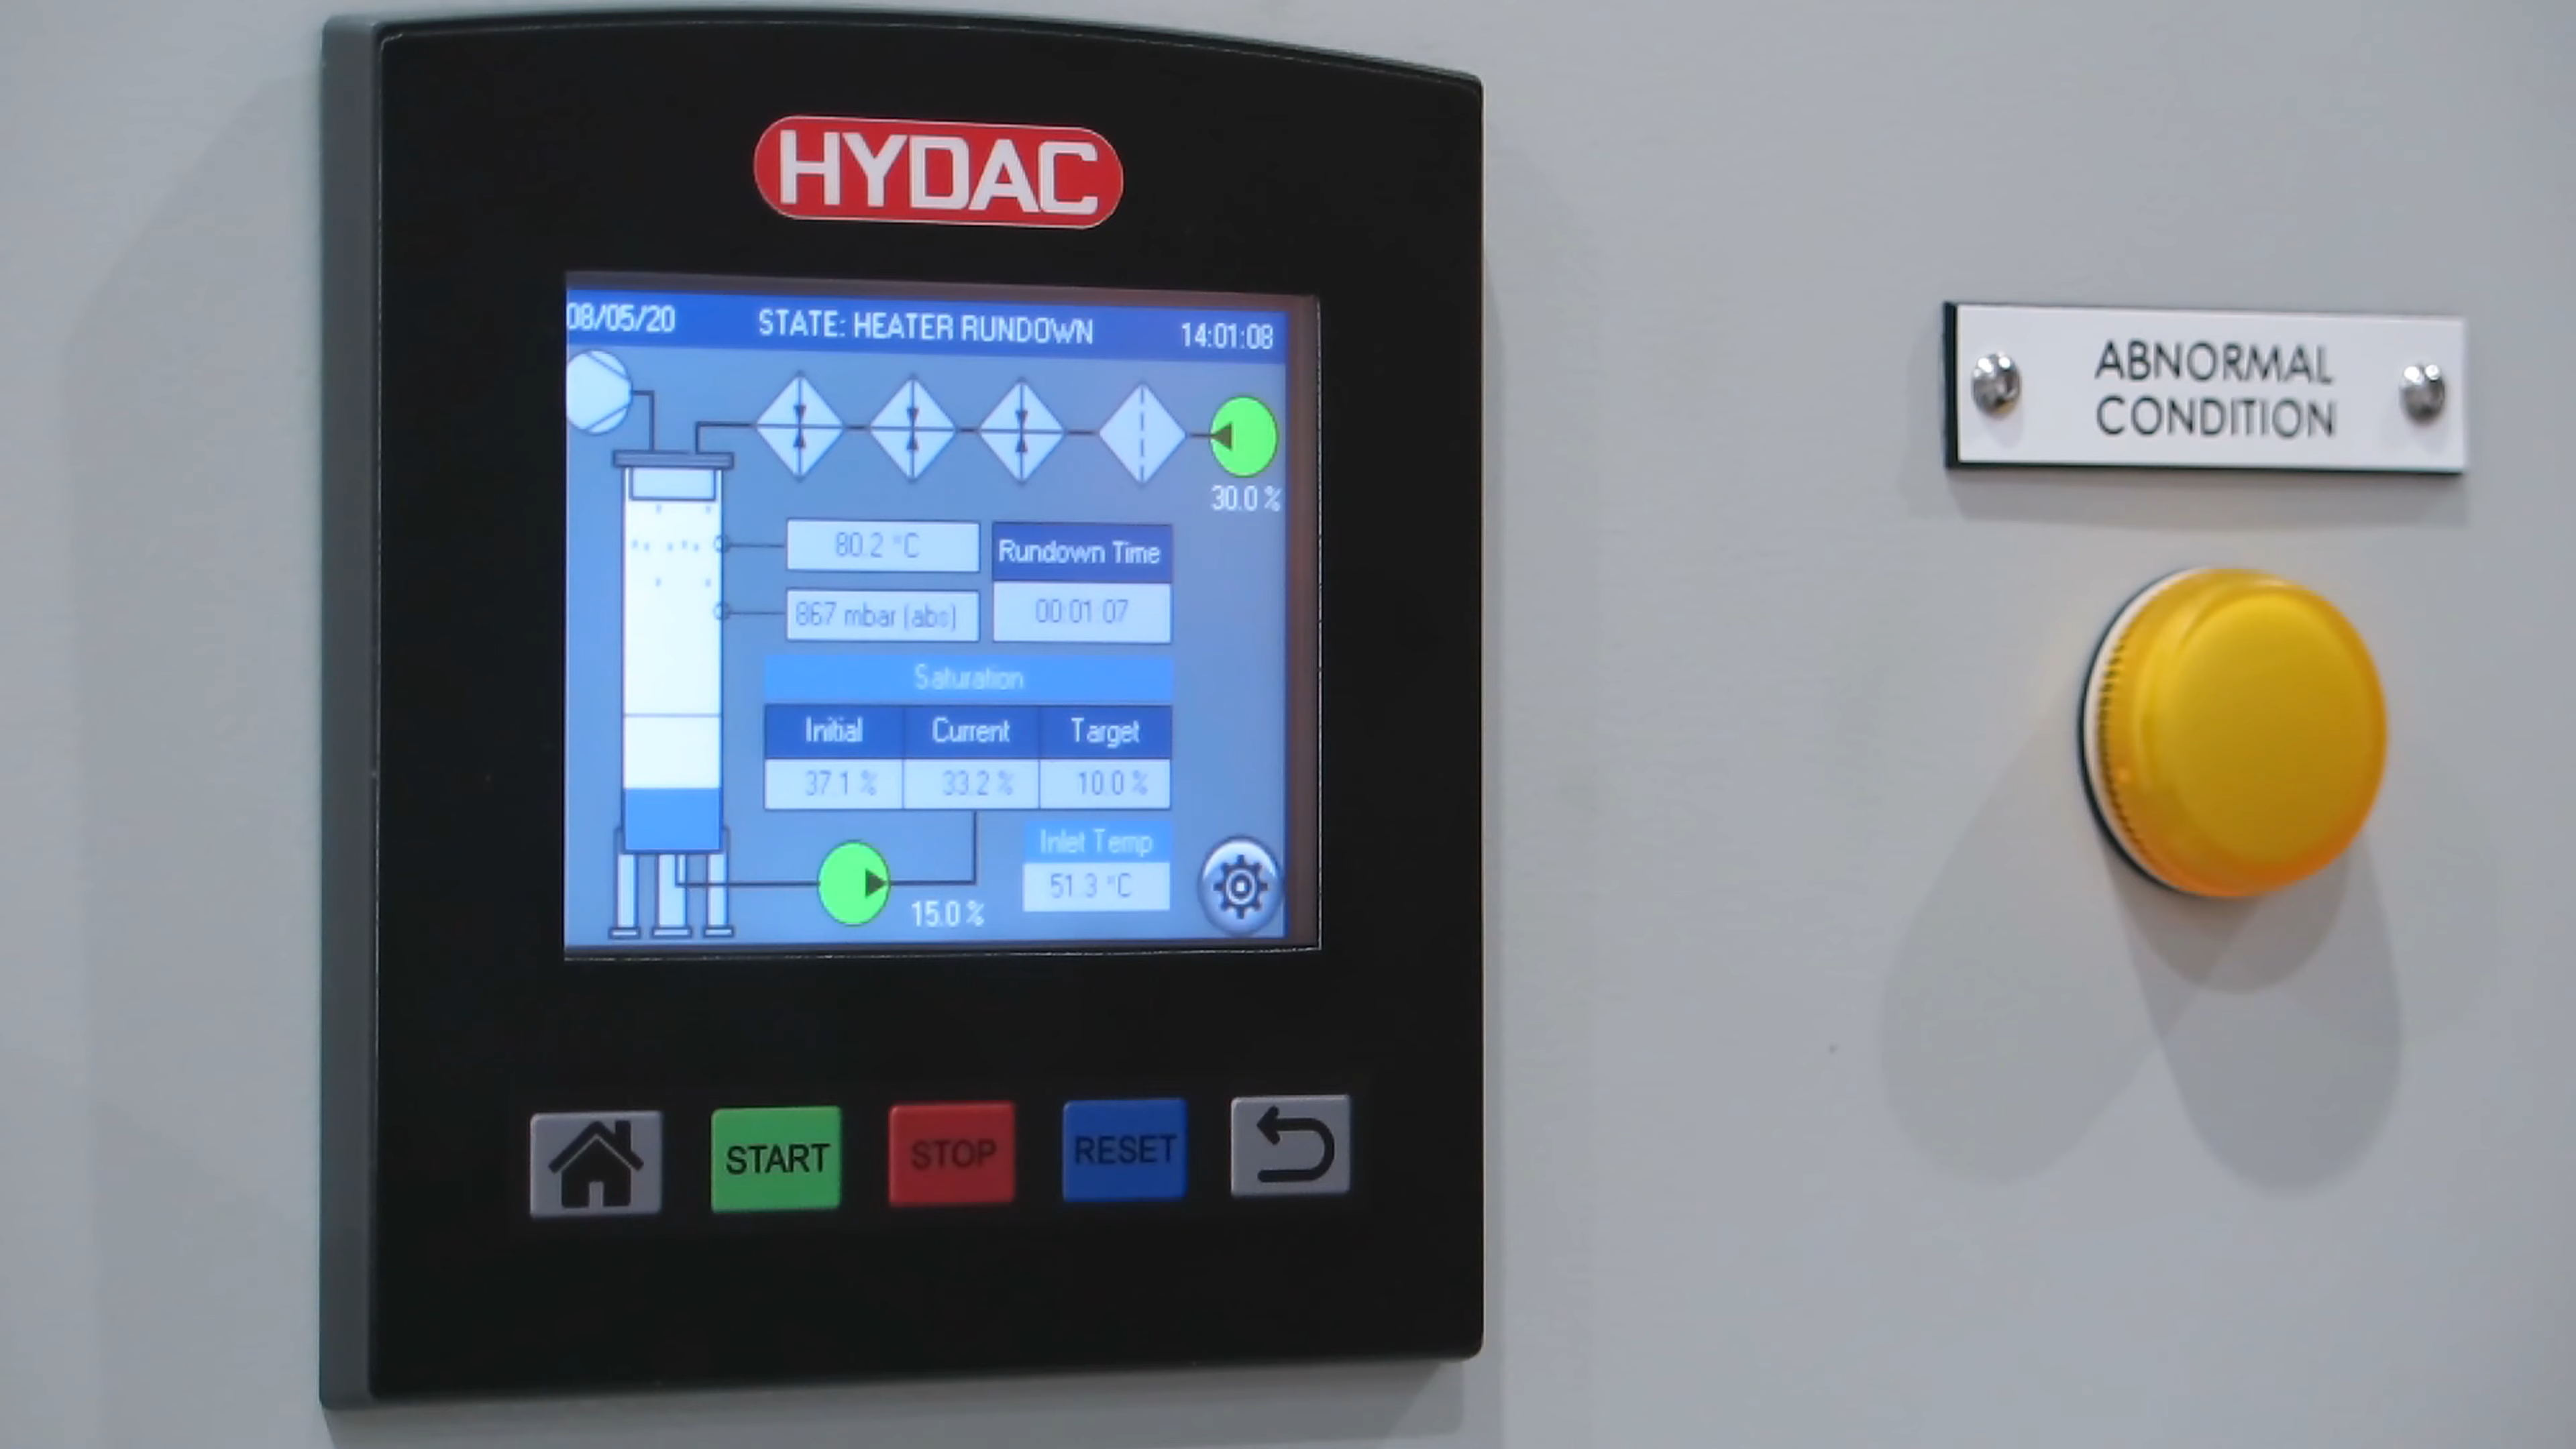 HYDAC
08/05/20 STATE: HEATER RUNDOWN 14:01:08
30.0 %
80.2 °C
Rundown Time
867 mbar (abs)
00:01:07
Saturation
Initial Current Target
37.1 % 33.2 % 10.0 %
Inlet Temp
51.3 °C
15.0 %
START STOP RESET
ABNORMAL
CONDITION